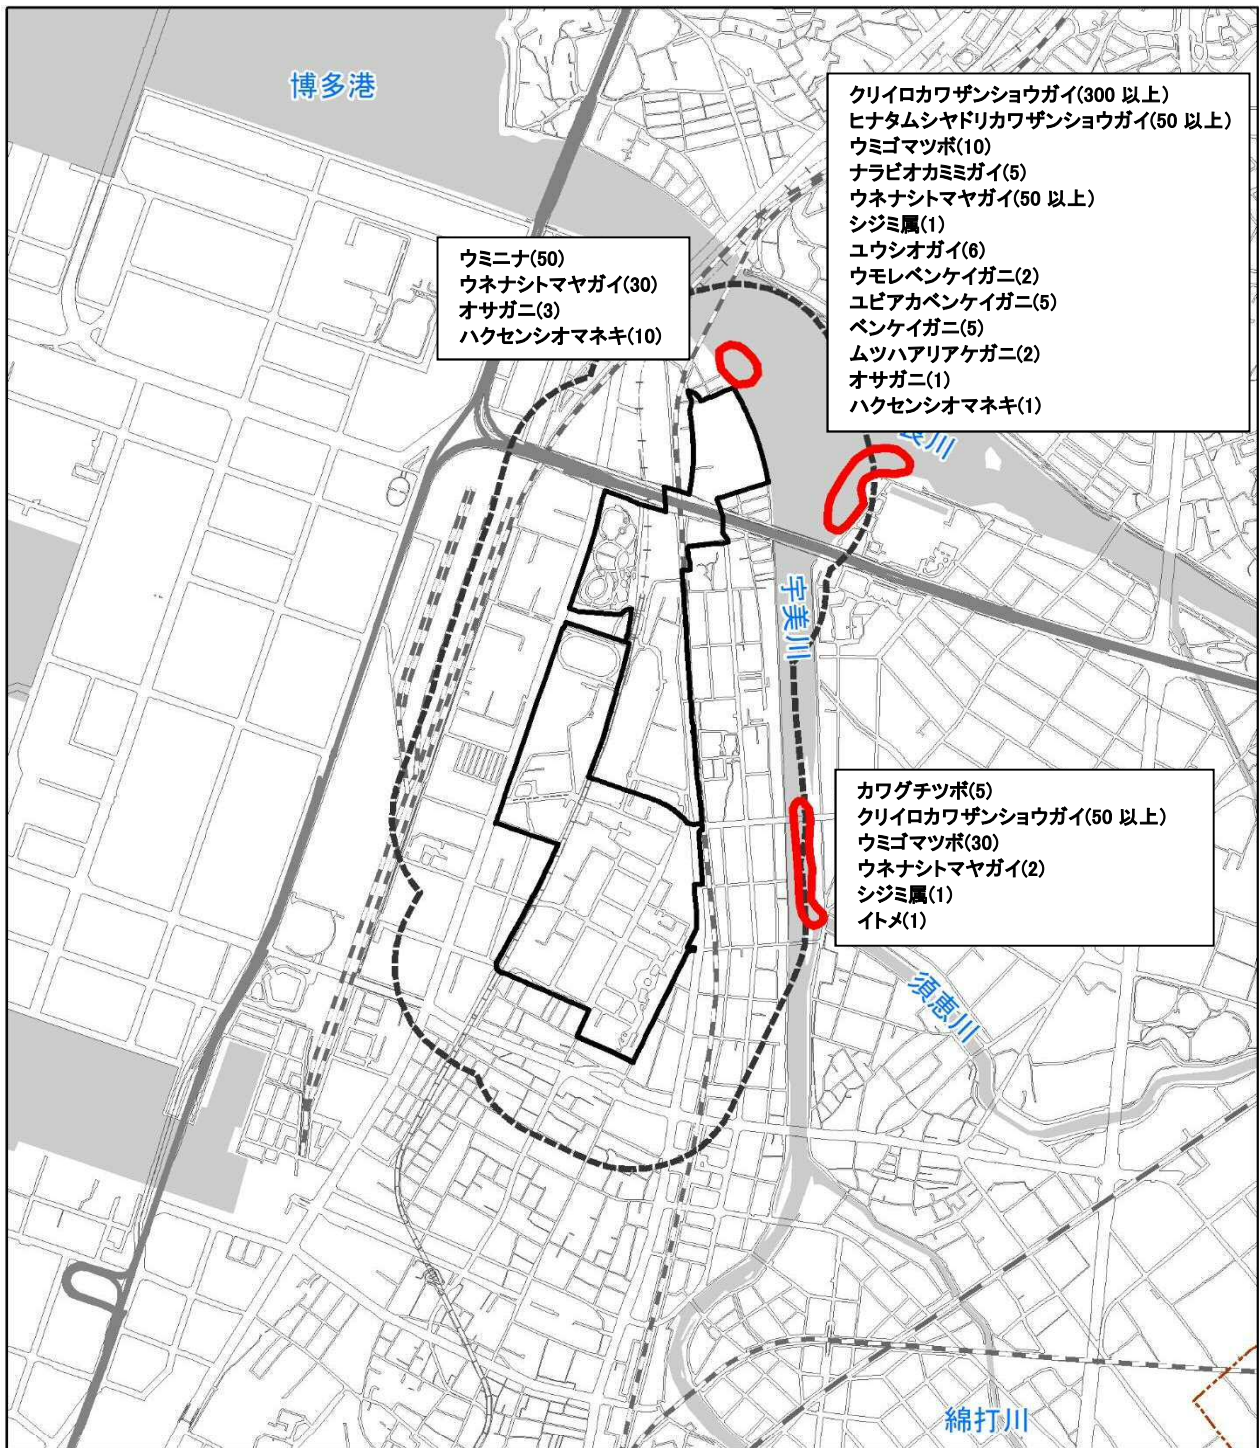 博多港
クリイロカワザンショウガイ(300 以上)
ヒナタムシヤドリカワザンショウガイ(50 以上)
ウミゴマツボ(10)
ナラビオカミミガイ(5)
ウネナシトマヤガイ(50 以上)
シジミ属(1)
ユウシオガイ(6)
ウモレベンケイガニ(2)
ユビアカベンケイガニ(5)
ベンケイガニ(5)
ムツハアリアケガニ(2)
オサガニ(1)
ハクセンシオマネキ(1)
ウミニナ(50)
ウネナシトマヤガイ(30)
オサガニ(3)
ハクセンシオマネキ(10)
良川
宇美川
カワグチツボ(5)
クリイロカワザンショウガイ(50 以上)
ウミゴマツボ(30)
ウネナシトマヤガイ(2)
シジミ属(1)
イトメ(1)
須恵川
綿打川